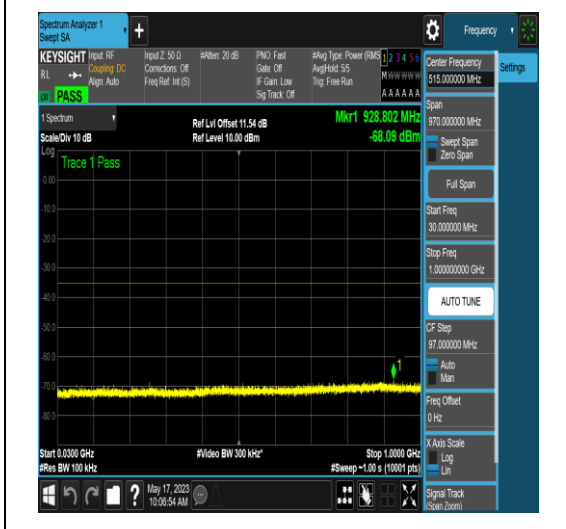 Spectrum Analyzer 1
Swept SA
+
Frequency
KEYSIGHT
RL
Input: RF
Coupling: DC
Align: Auto
Input Z: 50 Ω
Corrections: Off
Freq Ref: Int (S)
#Atten: 20 dB
PNO: Fast
Gate: Off
IF Gain: Low
Sig Track: Off
#Avg Type: Power (RMS)
Avg|Hold: 5/5
Trig: Free Run
1 2 3 4 5 6
M W W W W W
A A A A A A
PASS
1 Spectrum
Scale/Div 10 dB
Ref Lvl Offset 11.54 dB
Ref Level 10.00 dBm
Mkr1 928.802 MHz
-68.09 dBm
Log
Trace 1 Pass
0.00
-10.0
-20.0
-30.0
-40.0
-50.0
-60.0
-70.0
-80.0
1
Start 0.0300 GHz
#Res BW 100 kHz
#Video BW 300 kHz*
Stop 1.0000 GHz
#Sweep ~1.00 s (10001 pts)
?
May 17, 2023
10:06:54 AM
Center Frequency
515.000000 MHz
Settings
Span
970.000000 MHz
Swept Span
Zero Span
Full Span
Start Freq
30.000000 MHz
Stop Freq
1.000000000 GHz
AUTO TUNE
CF Step
97.000000 MHz
Auto
Man
Freq Offset
0 Hz
X Axis Scale
Log
Lin
Signal Track
(Span Zoom)